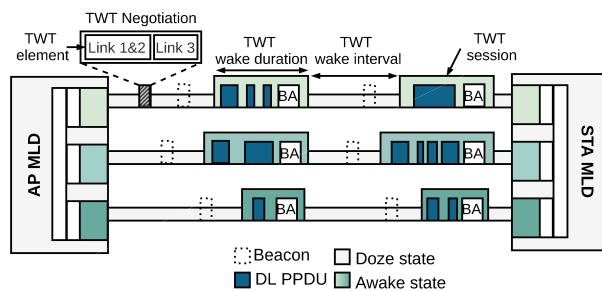 TWT Negotiation
TWT
element
Link 1&2
Link 3
TWT
wake duration
TWT
wake interval
TWT
session
BA
BA
AP MLD
STA MLD
BA
BA
BA
BA
Beacon
Doze state
DL PPDU
Awake state